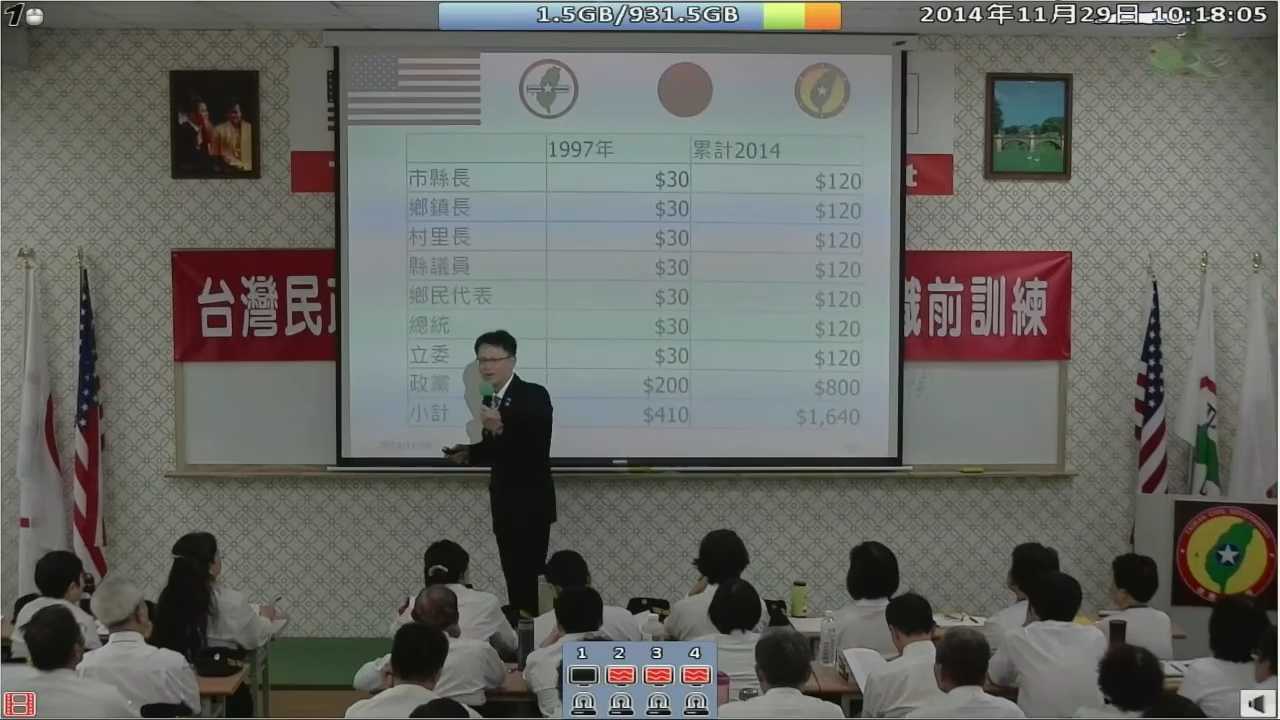 1
1.5GB/931.5GB
2014年11月29日 10:18:05
1997年 累計2014
市縣長 $30 $120
鄉鎮長 $30 $120
村里長 $30 $120
縣議員 $30 $120
鄉民代表 $30 $120
總統 $30 $120
立委 $30 $120
政黨 $200 $800
小計 $410 $1,640
t
台灣民政
職前訓練
1 2 3 4